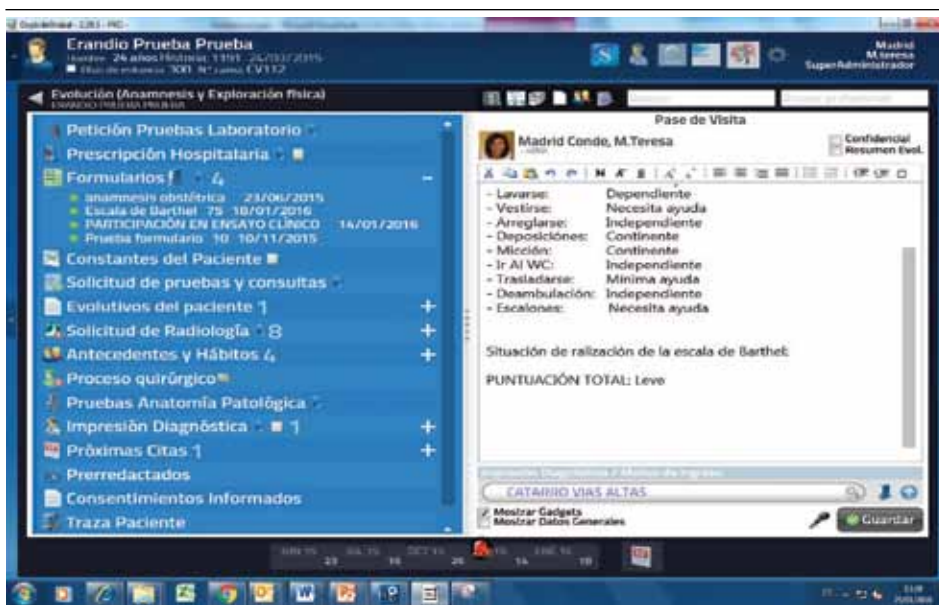 Erandio Prueba Prueba
24 años
300
CV112
Madrid
M.teresa
SuperAdministrador
Evolución (Anamnesis y Exploración física)
Petición Pruebas Laboratorio
Prescripción Hospitalaria
Formularios 4
anamnesis obstétrica 23/06/2015
Escala de Barthel 75 18/01/2016
PARTICIPACIÓN EN ENSAYO CLÍNICO 14/01/2016
Prueba formulario 10 10/11/2015
Constantes del Paciente
Solicitud de pruebas y consultas
Evolutivos del paciente 1
Solicitud de Radiología 8
Antecedentes y Hábitos 4
Proceso quirúrgico
Pruebas Anatomía Patológica
Impresión Diagnóstica 1
Próximas Citas 1
Prerredactados
Consentimientos Informados
Traza Paciente
Pase de Visita
Madrid Conde, M.Teresa
Confidencial
Resumen Evol.
- Lavarse: Dependiente
- Vestirse: Necesita ayuda
- Arreglarse: Independiente
- Deposiciónes: Continente
- Micción: Continente
- Ir Al WC: Independiente
- Trasladarse: Mínima ayuda
- Deambulación: Independiente
- Escalones: Necesita ayuda
Situación de ralización de la escala de Barthel:
PUNTUACIÓN TOTAL: Leve
CATARRO VIAS ALTAS
Mostrar Gadgets
Mostrar Datos Generales
Guardar